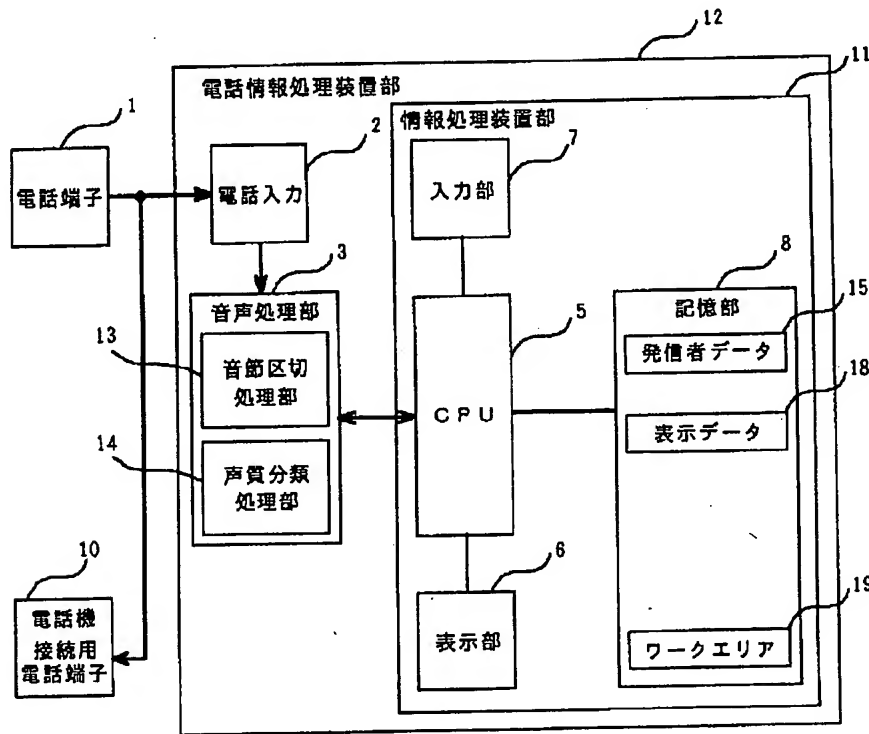 12
11
電話情報処理装置部
1
2
情報処理装置部
7
電話端子
電話入力
入力部
3
8
音声処理部
記憶部
15
13
5
発信者データ
音節区切
処理部
18
CPU
表示データ
14
声質分類
処理部
10
6
19
電話機
接続用
電話端子
表示部
ワークエリア